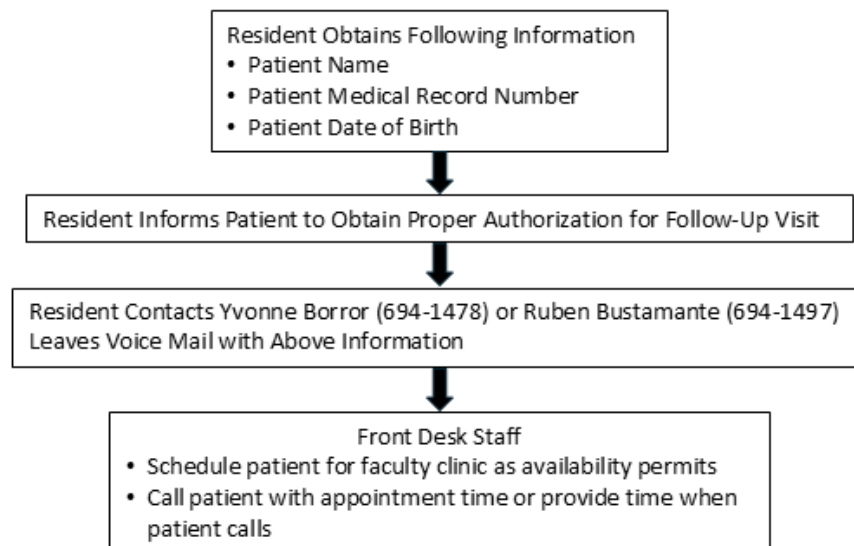 Resident Obtains Following Information
• Patient Name
• Patient Medical Record Number
• Patient Date of Birth
Resident Informs Patient to Obtain Proper Authorization for Follow-Up Visit
Resident Contacts Yvonne Borror (694-1478) or Ruben Bustamante (694-1497)
Leaves Voice Mail with Above Information
Front Desk Staff
• Schedule patient for faculty clinic as availability permits
• Call patient with appointment time or provide time when
patient calls